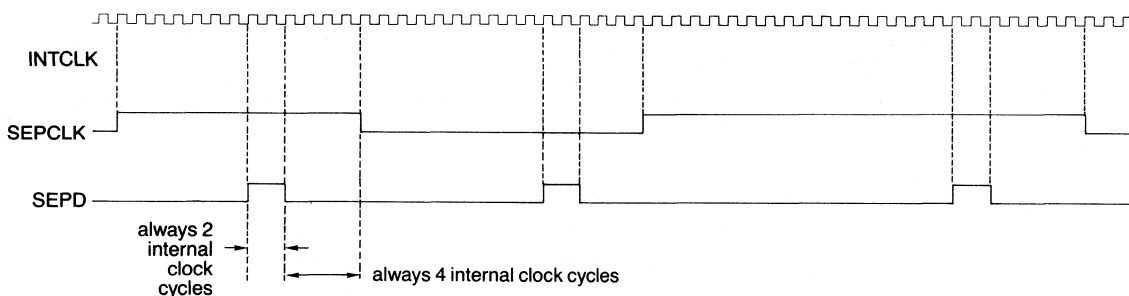 INTCLK
SEPCLK
SEPD
always 2
internal
clock
cycles
always 4 internal clock cycles